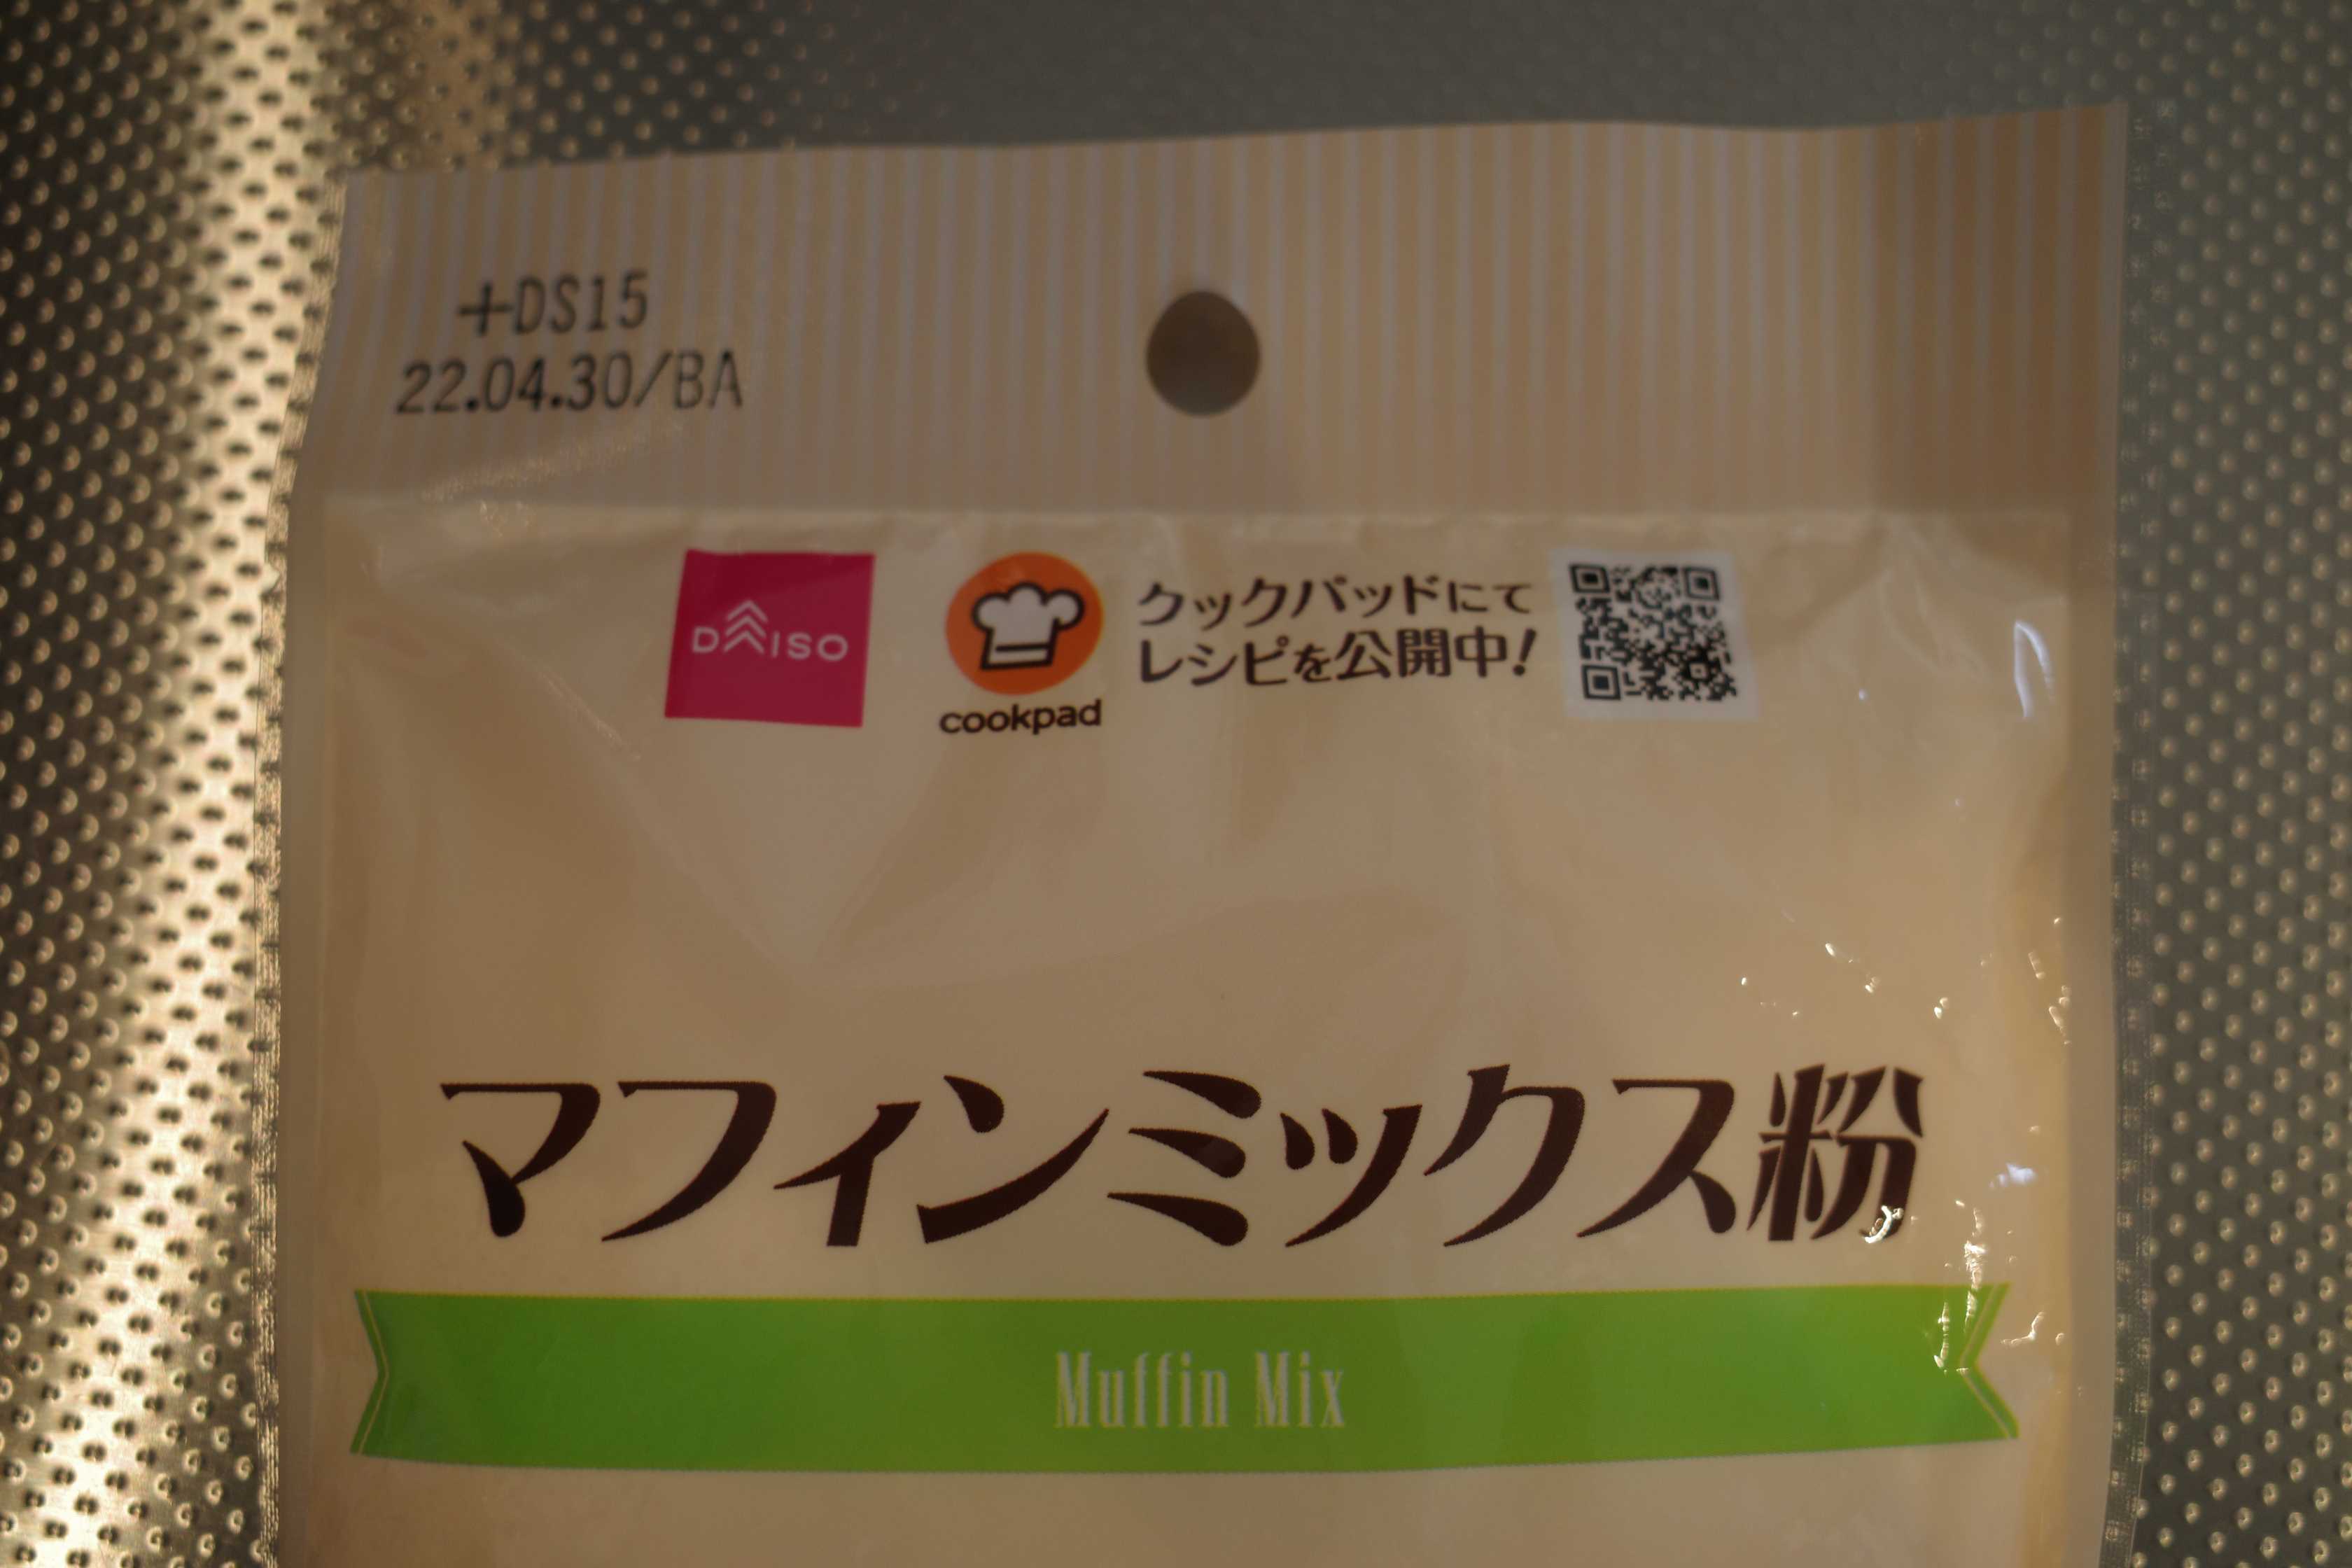 +DS15
22.04.30/BA
DAISO
cookpad
クックパッドにて
レシピを公開中!
マフィンミックス粉
Muffin Mix